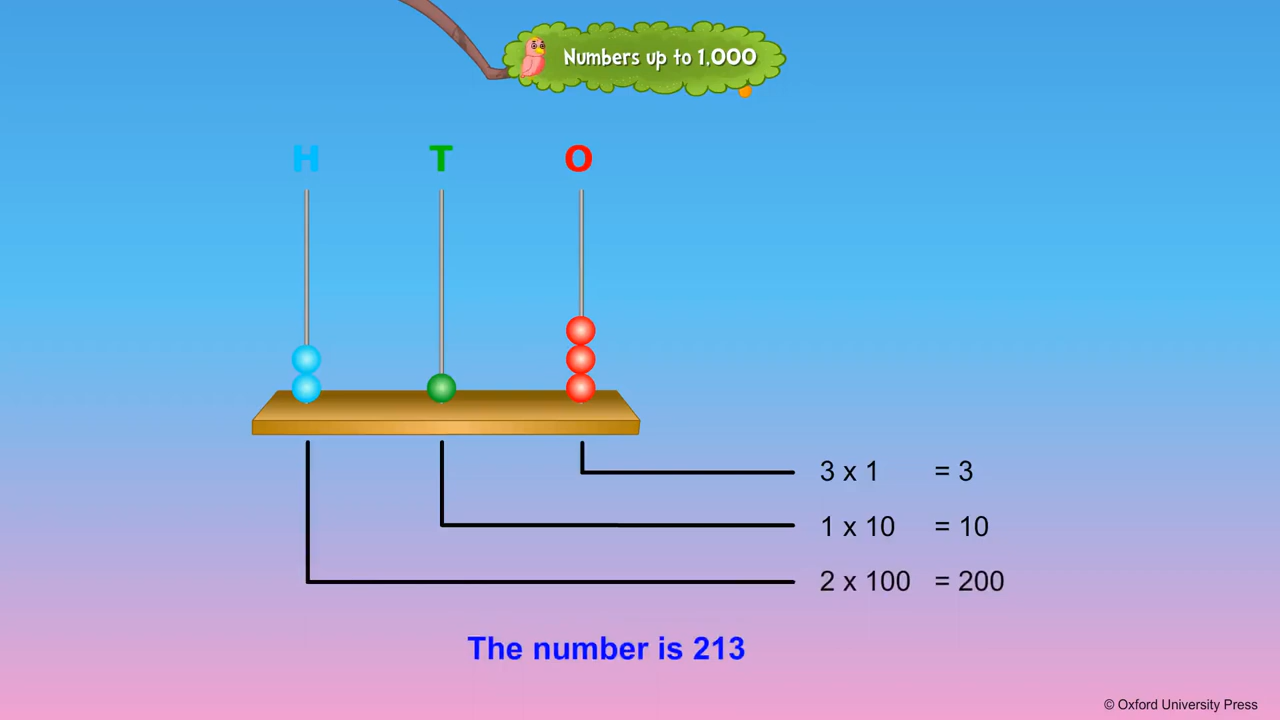 Numbers up to 1,000
H T O
3 x 1 = 3
1 x 10 = 10
2 x 100 = 200
The number is 213
© Oxford University Press